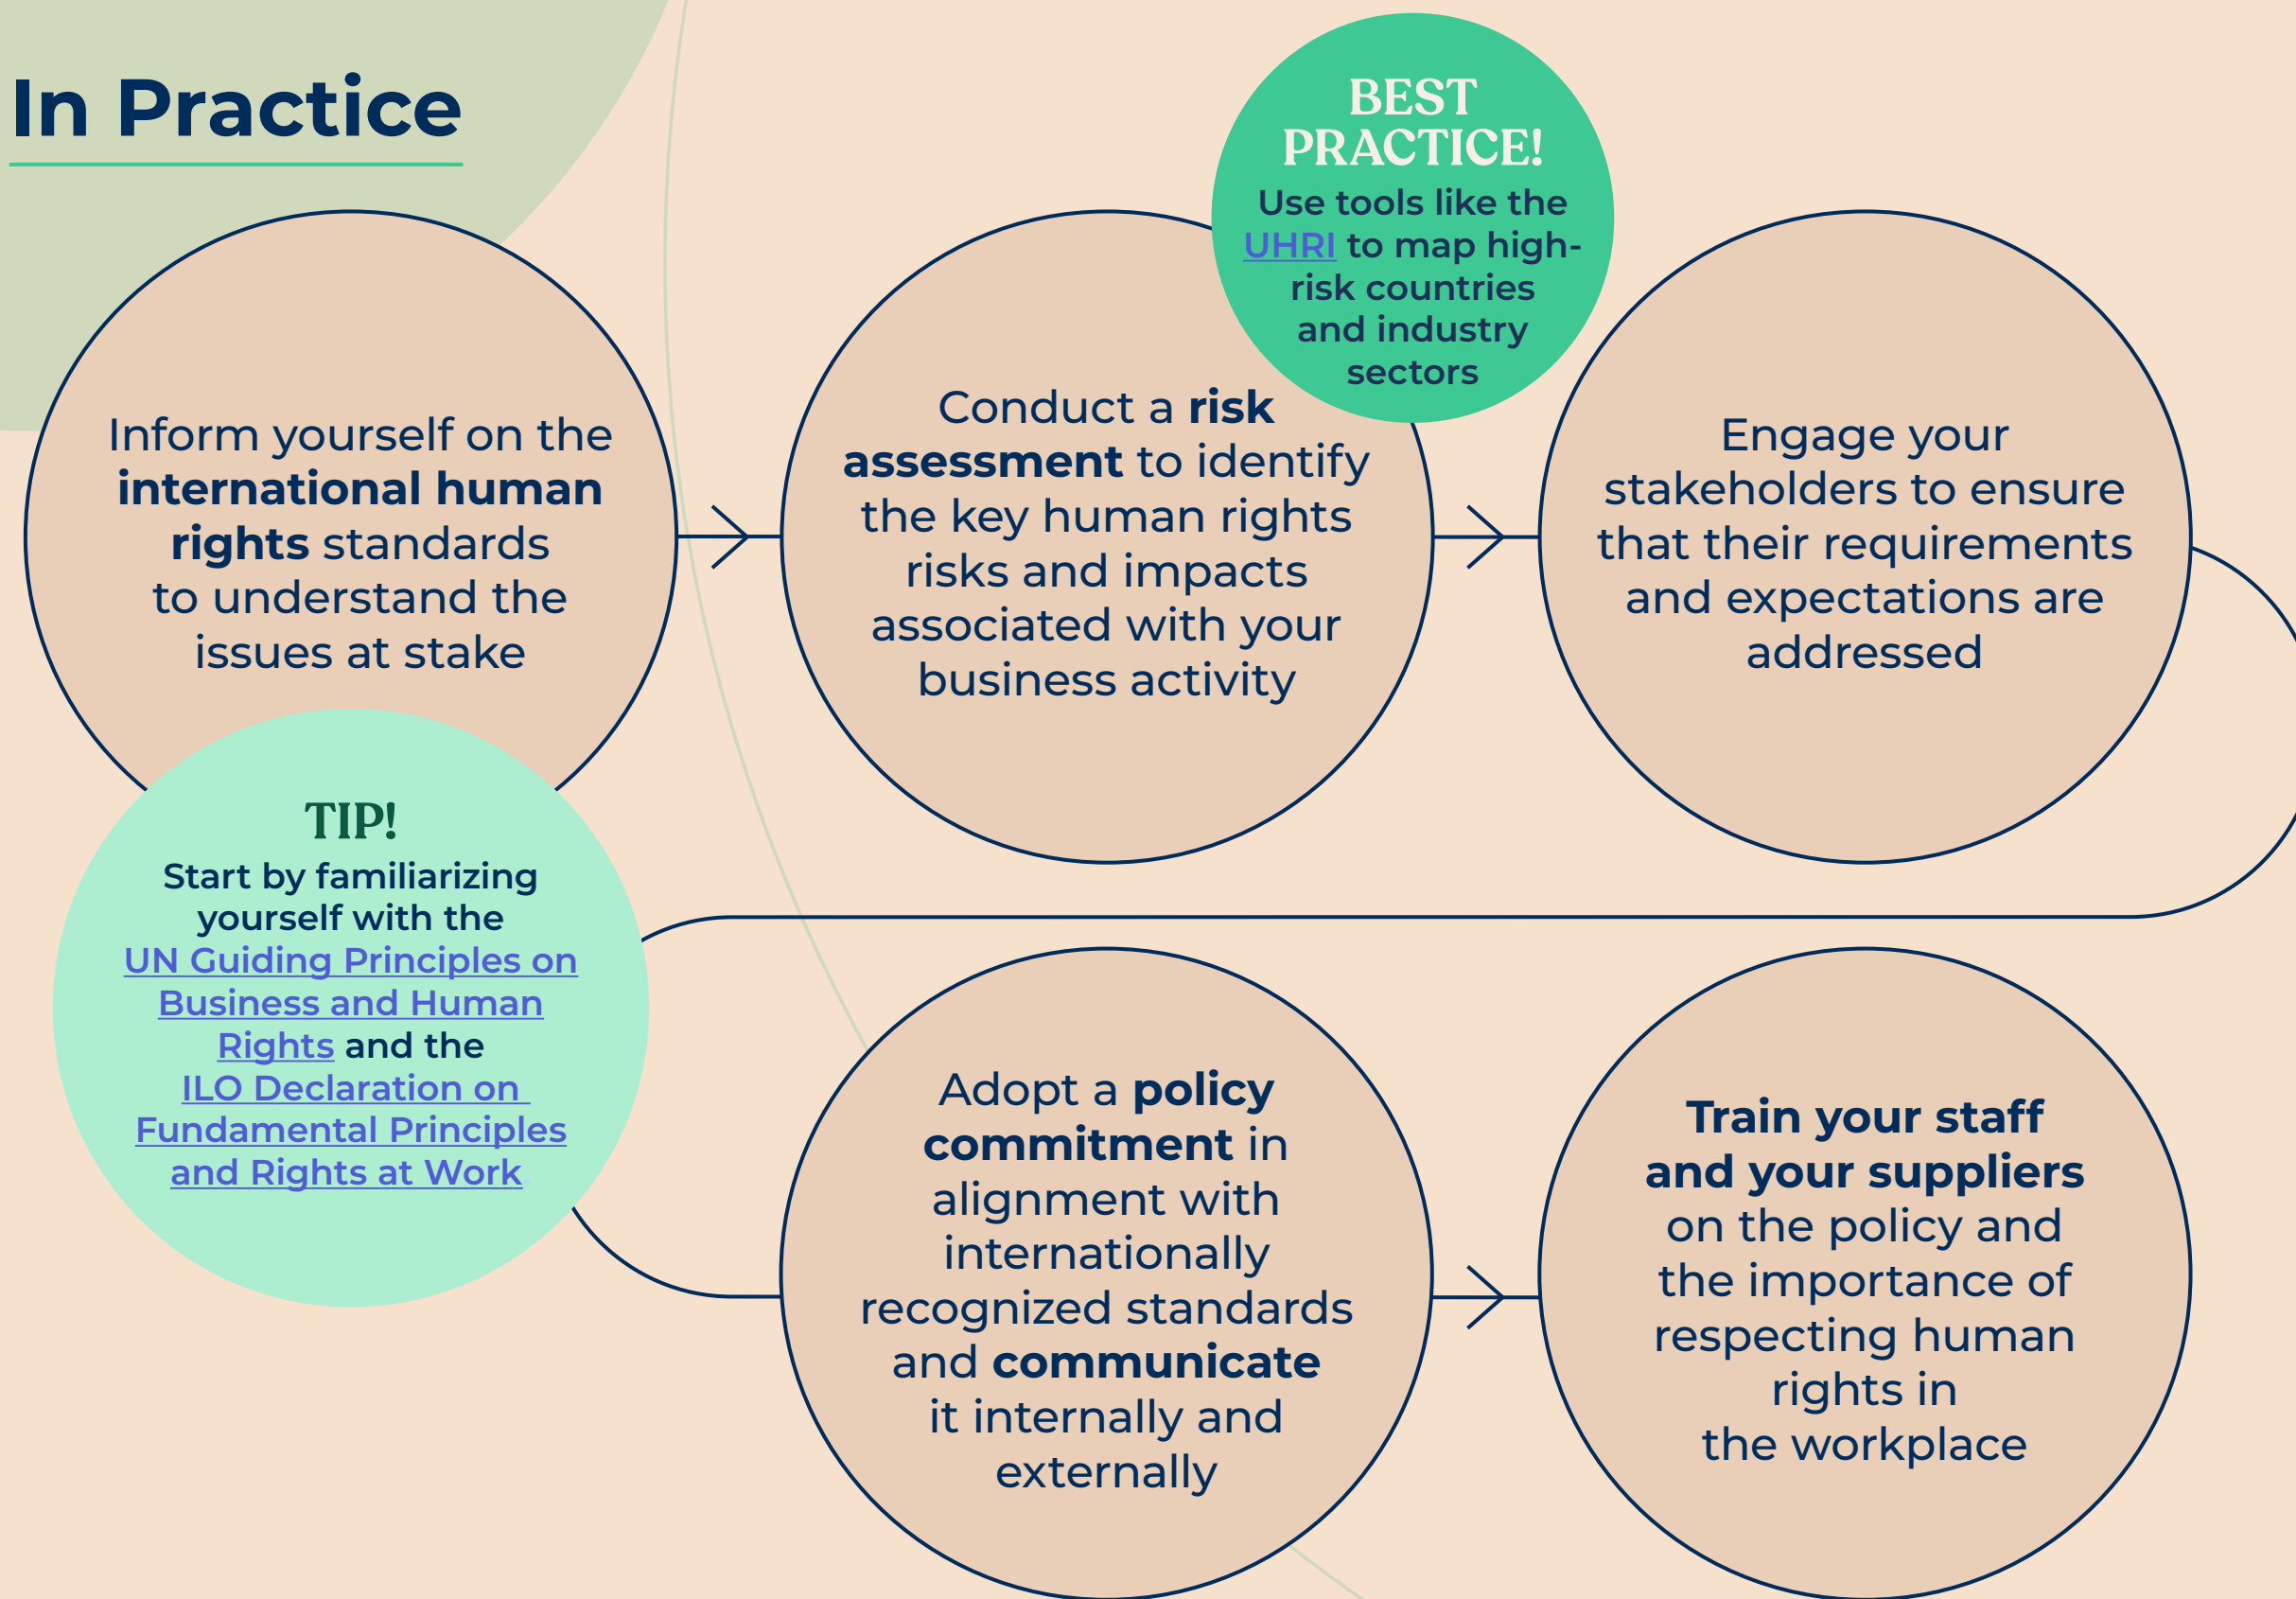 In Practice
BEST
PRACTICE!
Use tools like the
UHRI to map high-
risk countries
and industry
sectors
Inform yourself on the
international human
rights standards
to understand the
issues at stake
Conduct a risk
assessment to identify
the key human rights
risks and impacts
associated with your
business activity
Engage your
stakeholders to ensure
that their requirements
and expectations are
addressed
TIP!
Start by familiarizing
yourself with the
UN Guiding Principles on
Business and Human
Rights and the
ILO Declaration on
Fundamental Principles
and Rights at Work
Adopt a policy
commitment in
alignment with
internationally
recognized standards
and communicate
it internally and
externally
Train your staff
and your suppliers
on the policy and
the importance of
respecting human
rights in
the workplace